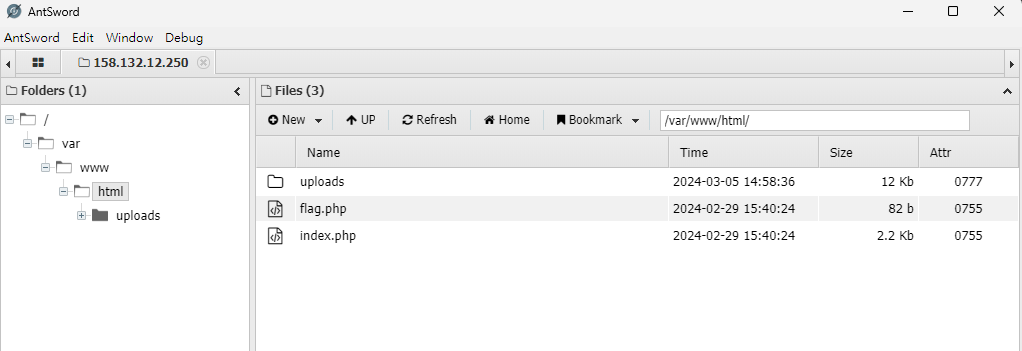 AntSword
AntSword Edit Window Debug
158.132.12.250
Folders (1)
Files (3)
New UP Refresh Home Bookmark /var/www/html/
/
var
www
html
uploads
Name Time Size Attr
uploads 2024-03-05 14:58:36 12 Kb 0777
flag.php 2024-02-29 15:40:24 82 b 0755
index.php 2024-02-29 15:40:24 2.2 Kb 0755